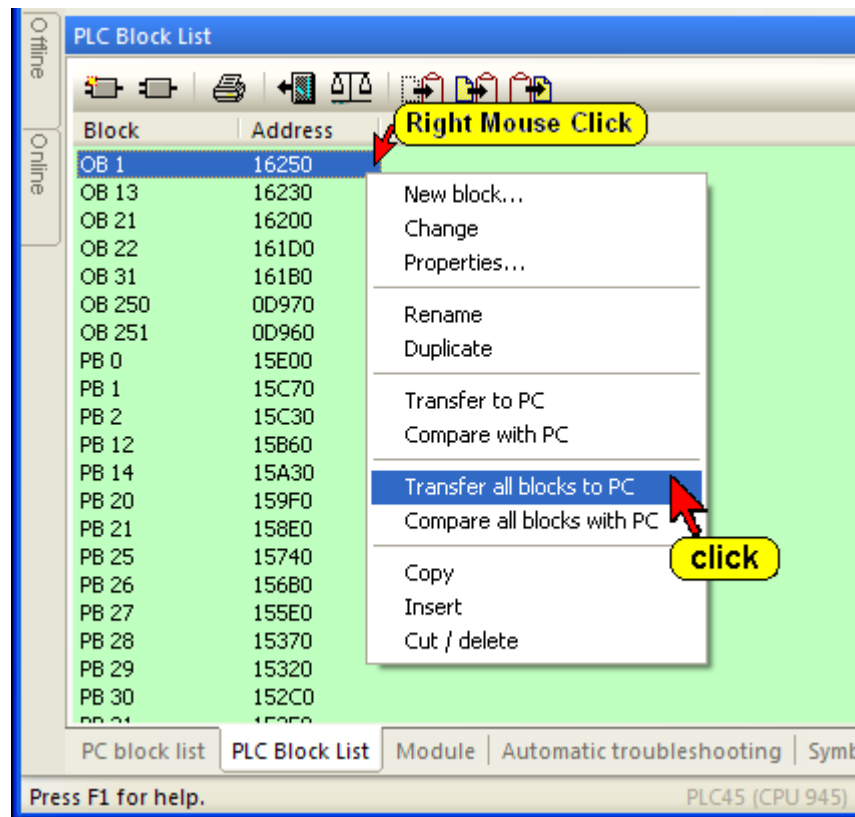 Offline
Online
PLC Block List
Right Mouse Click
Block Address
OB 1 16250
OB 13 16230
OB 21 16200
OB 22 161D0
OB 31 161B0
OB 250 0D970
OB 251 0D960
PB 0 15E00
PB 1 15C70
PB 2 15C30
PB 12 15B60
PB 14 15A30
PB 20 159F0
PB 21 158E0
PB 25 15740
PB 26 156B0
PB 27 155E0
PB 28 15370
PB 29 15320
PB 30 152C0
New block...
Change
Properties...
Rename
Duplicate
Transfer to PC
Compare with PC
Transfer all blocks to PC
Compare all blocks with PC
click
Copy
Insert
Cut / delete
PC block list PLC Block List Module Automatic troubleshooting Symb
Press F1 for help. PLC45 (CPU 945)